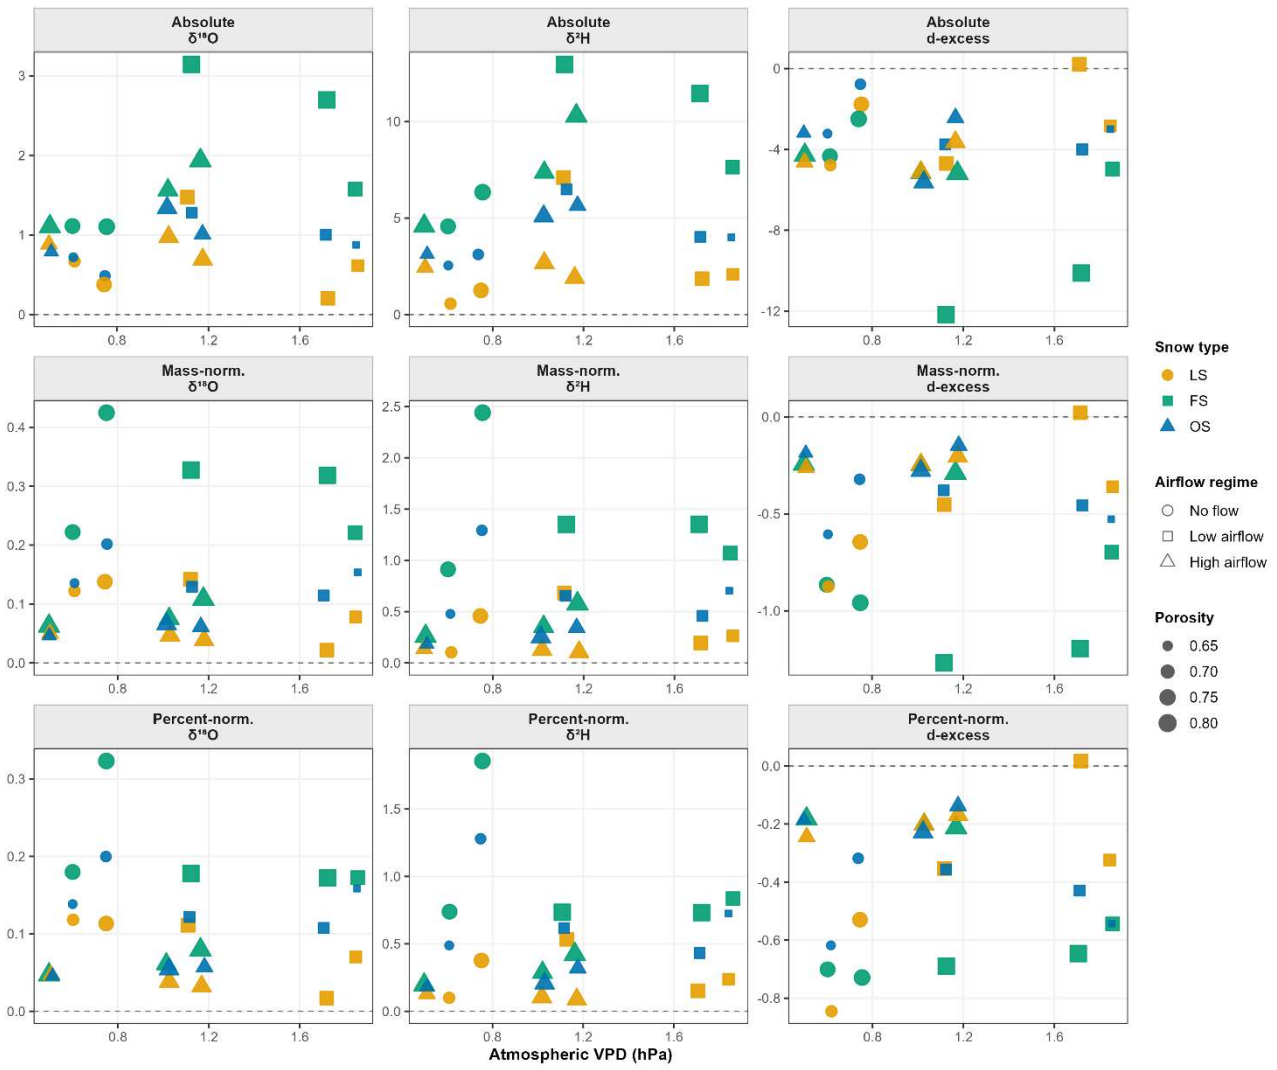 Absolute
δ¹⁸O
Absolute
δ²H
Absolute
d-excess
3
2
1
0
10
5
0
0
-4
-8
-12
0.8 1.2 1.6
0.8 1.2 1.6
0.8 1.2 1.6
Mass-norm.
δ¹⁸O
Mass-norm.
δ²H
Mass-norm.
d-excess
0.4
0.3
0.2
0.1
0.0
2.5
2.0
1.5
1.0
0.5
0.0
0.0
-0.5
-1.0
0.8 1.2 1.6
0.8 1.2 1.6
0.8 1.2 1.6
Percent-norm.
δ¹⁸O
Percent-norm.
δ²H
Percent-norm.
d-excess
0.3
0.2
0.1
0.0
1.5
1.0
0.5
0.0
0.0
-0.2
-0.4
-0.6
-0.8
0.8 1.2 1.6
0.8 1.2 1.6
0.8 1.2 1.6
Atmospheric VPD (hPa)
Snow type
LS
FS
OS
Airflow regime
No flow
Low airflow
High airflow
Porosity
0.65
0.70
0.75
0.80